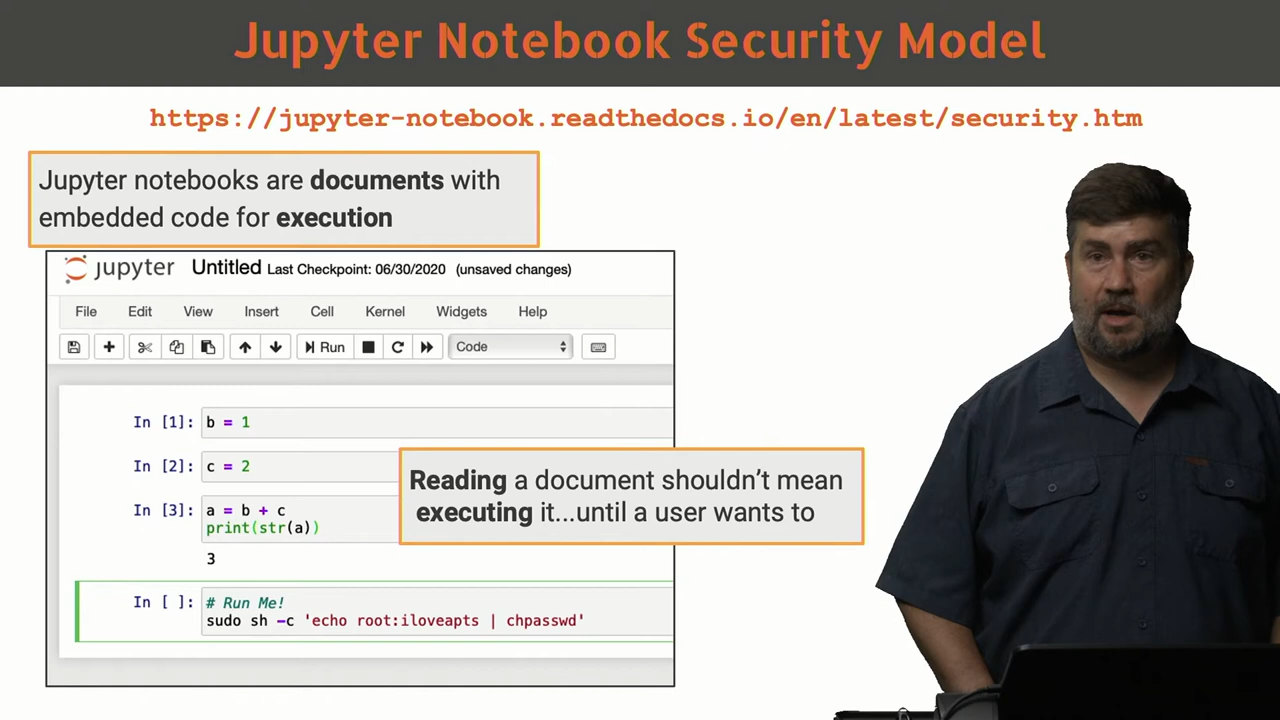 Jupyter Notebook Security Model
https://jupyter-notebook.readthedocs.io/en/latest/security.htm
Jupyter notebooks are documents with
embedded code for execution
jupyter Untitled Last Checkpoint: 06/30/2020 (unsaved changes)
File Edit View Insert Cell Kernel Widgets Help
Run Code
In [1]: b = 1
In [2]: c = 2
In [3]: a = b + c
print(str(a))
3
Reading a document shouldn't mean
executing it...until a user wants to
In [ ]: # Run Me!
sudo sh -c 'echo root:iloveapts | chpasswd'